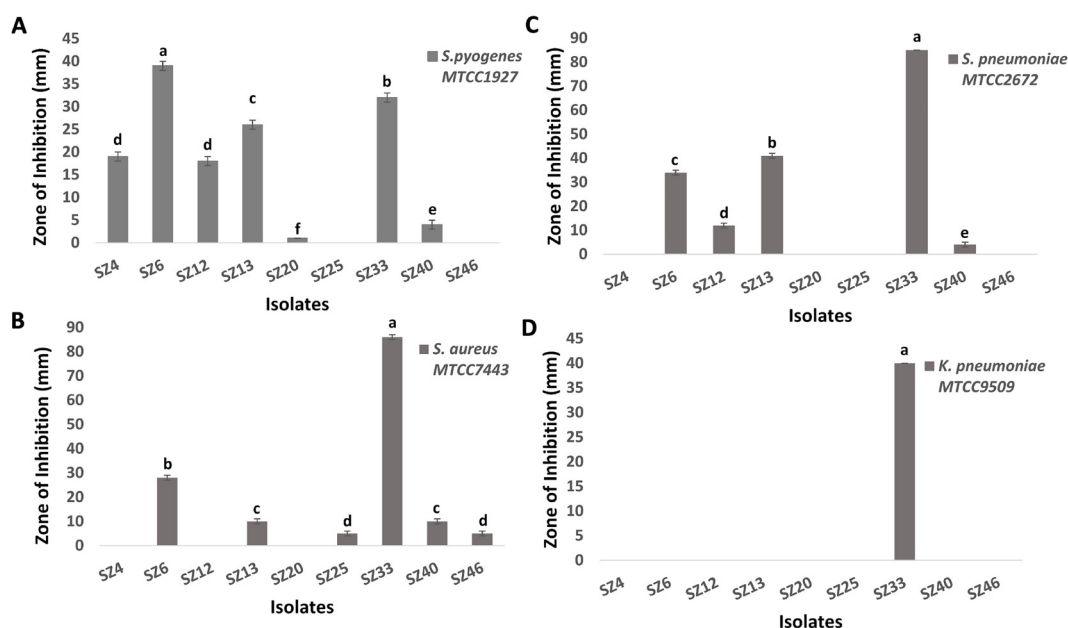 A
Zone of Inhibition (mm)
45
40
35
30
25
20
15
10
5
0
d
a
d
c
f
b
e
S.pyogenes
MTCC1927
SZ4 SZ6 SZ12 SZ13 SZ20 SZ25 SZ33 SZ40 SZ46
Isolates
B
Zone of Inhibition (mm)
90
80
70
60
50
40
30
20
10
0
b
c
d
a
c
d
S. aureus
MTCC7443
SZ4 SZ6 SZ12 SZ13 SZ20 SZ25 SZ33 SZ40 SZ46
Isolates
C
Zone of Inhibition (mm)
90
80
70
60
50
40
30
20
10
0
c
d
b
a
e
S. pneumoniae
MTCC2672
SZ4 SZ6 SZ12 SZ13 SZ20 SZ25 SZ33 SZ40 SZ46
Isolates
D
Zone of Inhibition (mm)
45
40
35
30
25
20
15
10
5
0
a
K. pneumoniae
MTCC9509
SZ4 SZ6 SZ12 SZ13 SZ20 SZ25 SZ33 SZ40 SZ46
Isolates